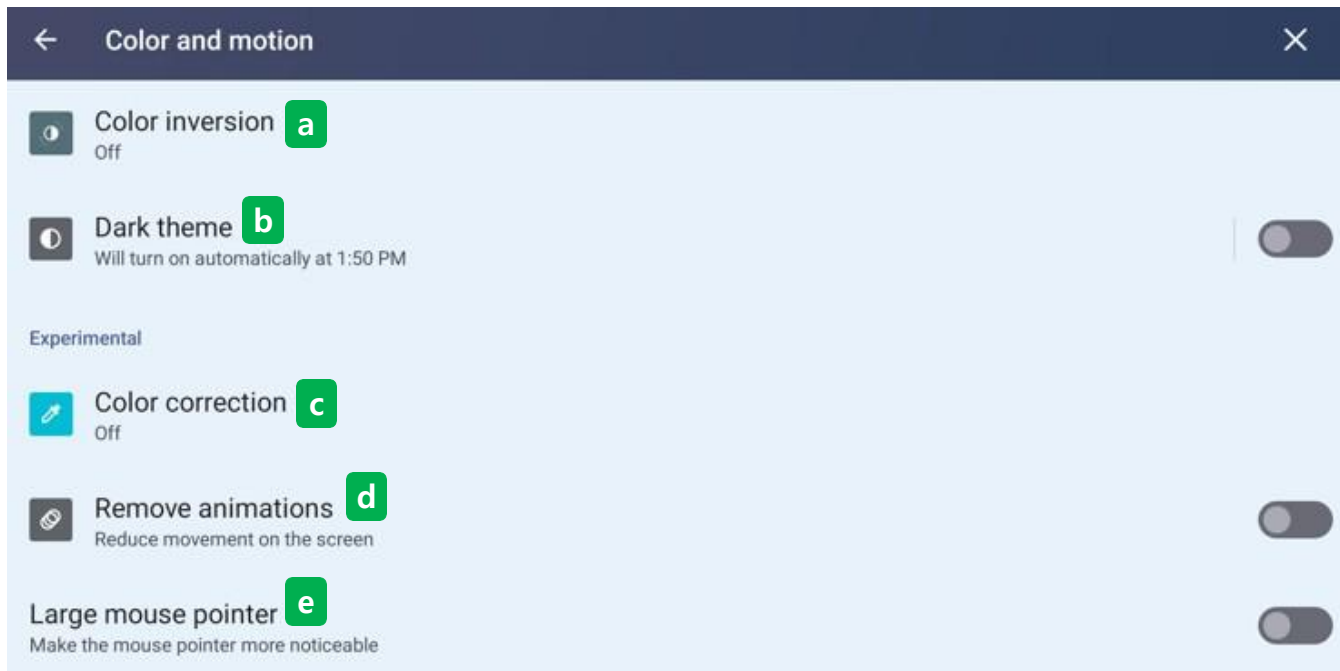 Color and motion
Color inversion a
Off
Dark theme b
Will turn on automatically at 1:50 PM
Experimental
Color correction c
Off
Remove animations d
Reduce movement on the screen
Large mouse pointer e
Make the mouse pointer more noticeable